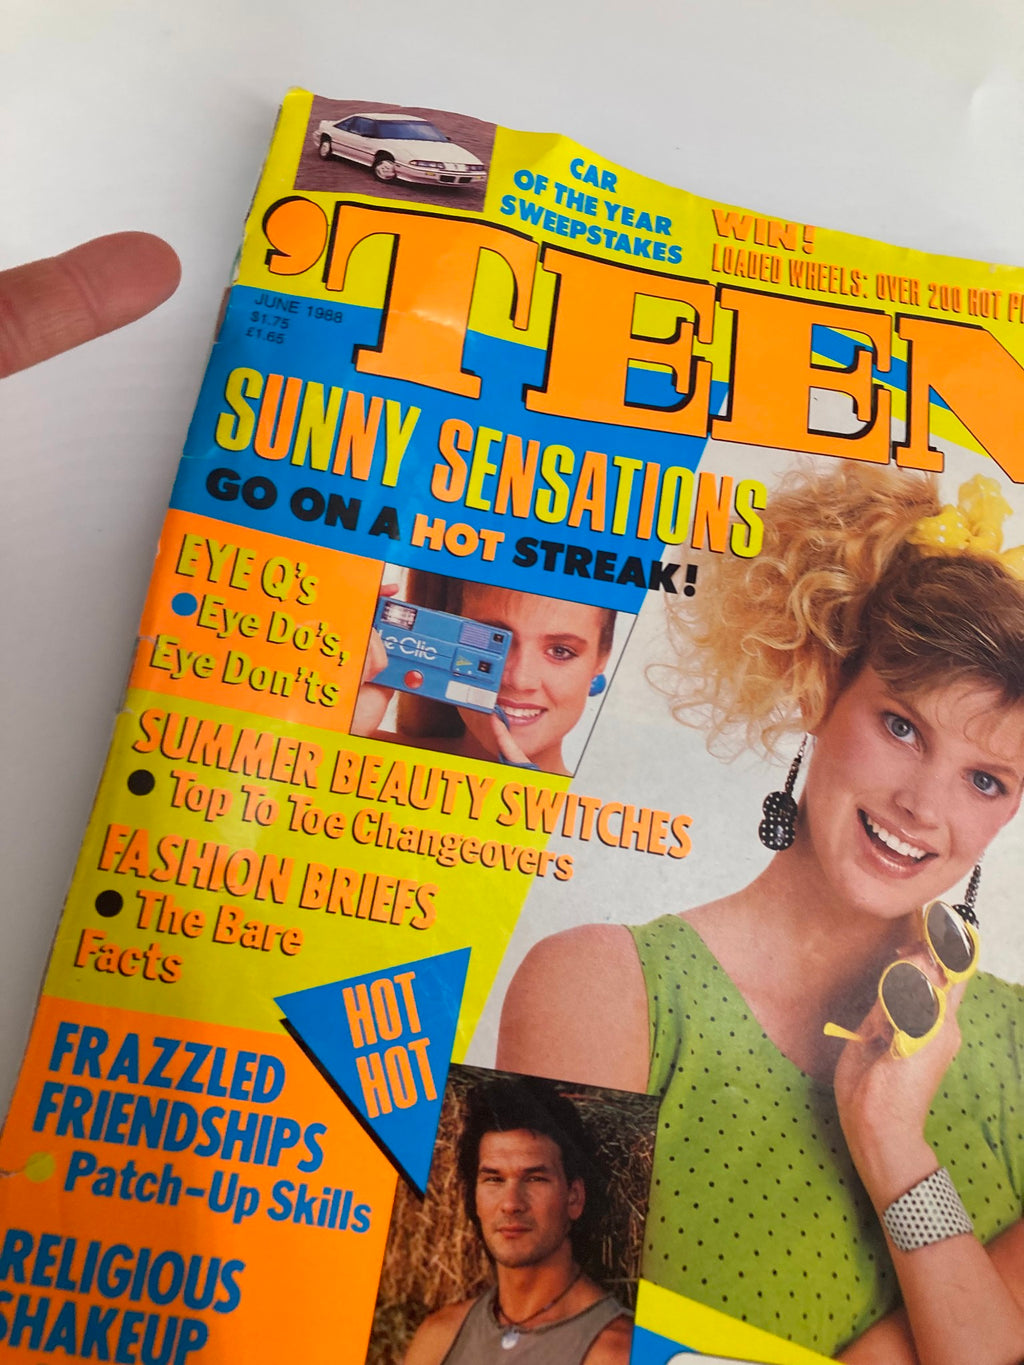 CAR
OF THE YEAR
SWEEPSTAKES
WIN!
LOADED WHEELS: OVER 200 HOT
'TEEN
JUNE 1988
$1.75
£1.65
SUNNY SENSATIONS
GO ON A HOT STREAK!
EYE Q's
•Eye Do's,
Eye Don'ts
Le Clic
SUMMER BEAUTY SWITCHES
• Top To Toe Changeovers
FASHION BRIEFS
• The Bare
Facts
HOT
HOT
FRAZZLED
FRIENDSHIPS
• Patch-Up Skills
RELIGIOUS
SHAKEUP